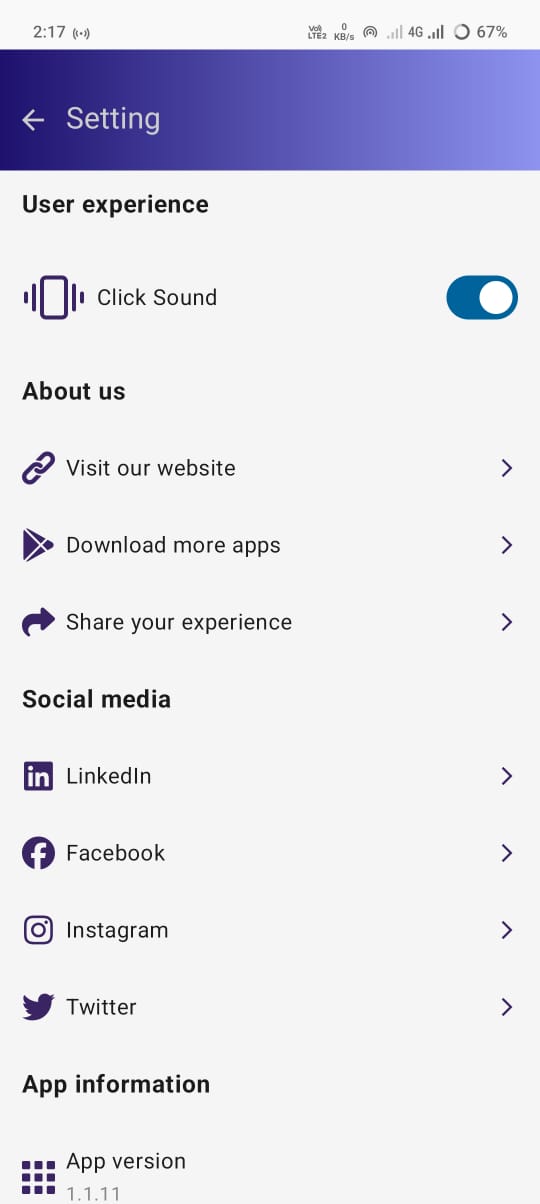 2:17
Vo) LTE2 0 KB/s 4G 67%
Setting
User experience
Click Sound
About us
Visit our website
Download more apps
Share your experience
Social media
LinkedIn
Facebook
Instagram
Twitter
App information
App version
1.1.11